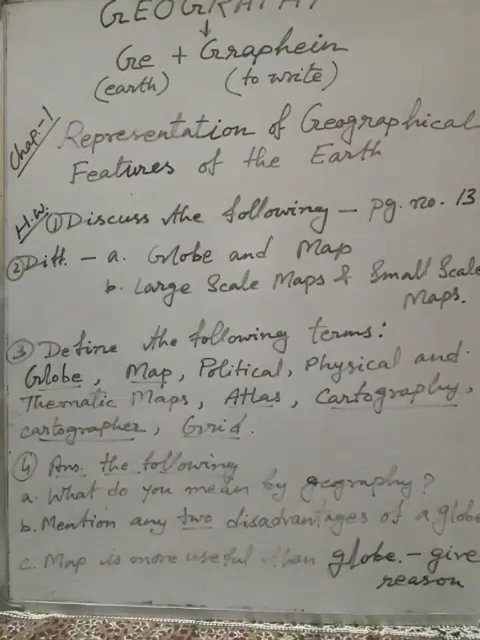 GEOGRAPHY
↓
Ge + Graphein
(earth) (to write)
Chap.-1 Representation of Geographical
Features of the Earth
H.W. ① Discuss the following - pg. no. 13
② Diff. - a. Globe and Map
b. Large Scale Maps & Small Scale
Maps.
③ Define the following terms:
Globe, Map, Political, Physical and
Thematic Maps, Atlas, Cartography,
cartographer, Grid.
④ Ans. the following
a. What do you mean by geography?
b. Mention any two disadvantages of a globe
c. Map is more useful than globe. - give
reason